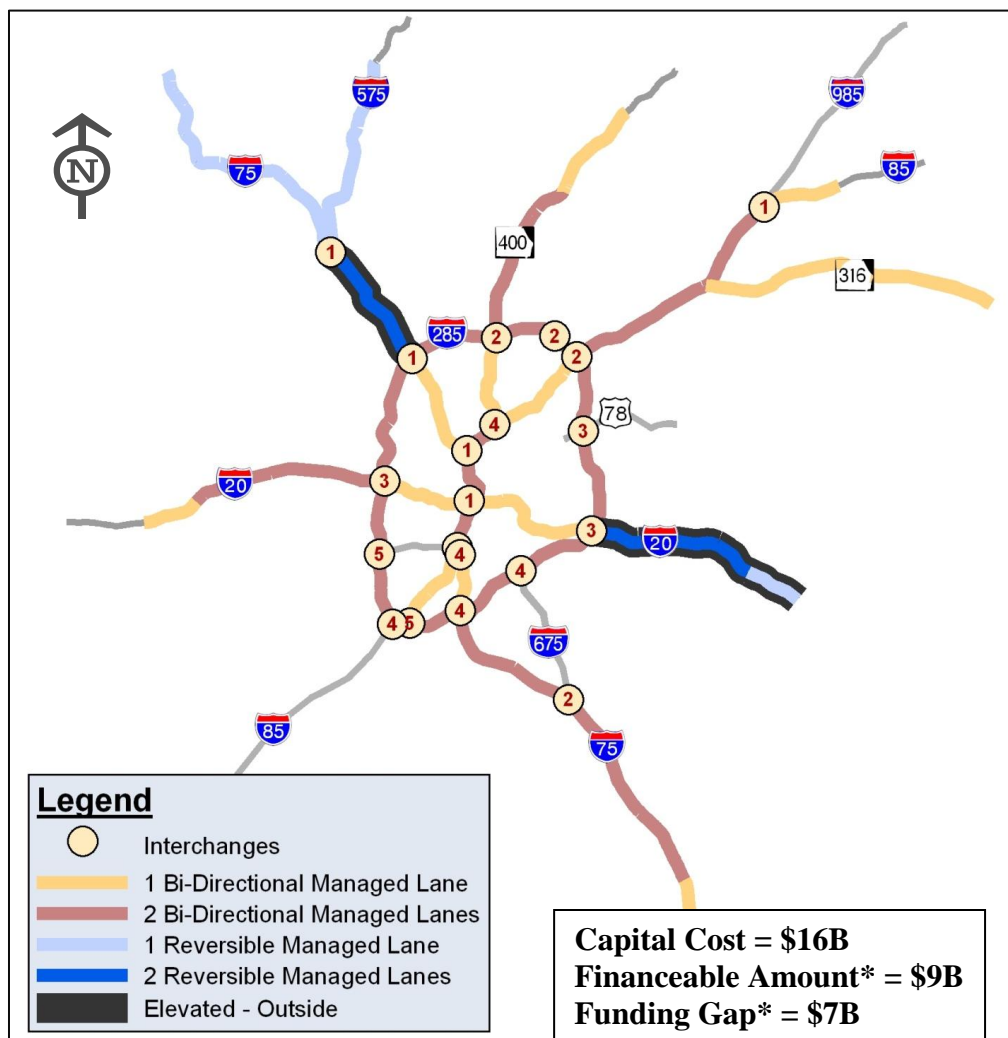 575
985
75
85
N
1
1
400
316
285
2
2
2
1
78
4
3
1
20
3
1
3
20
5
4
4
4
5
4
675
2
85
75
Legend
Interchanges
1 Bi-Directional Managed Lane
2 Bi-Directional Managed Lanes
1 Reversible Managed Lane
2 Reversible Managed Lanes
Elevated - Outside
Capital Cost = $16B
Financeable Amount* = $9B
Funding Gap* = $7B